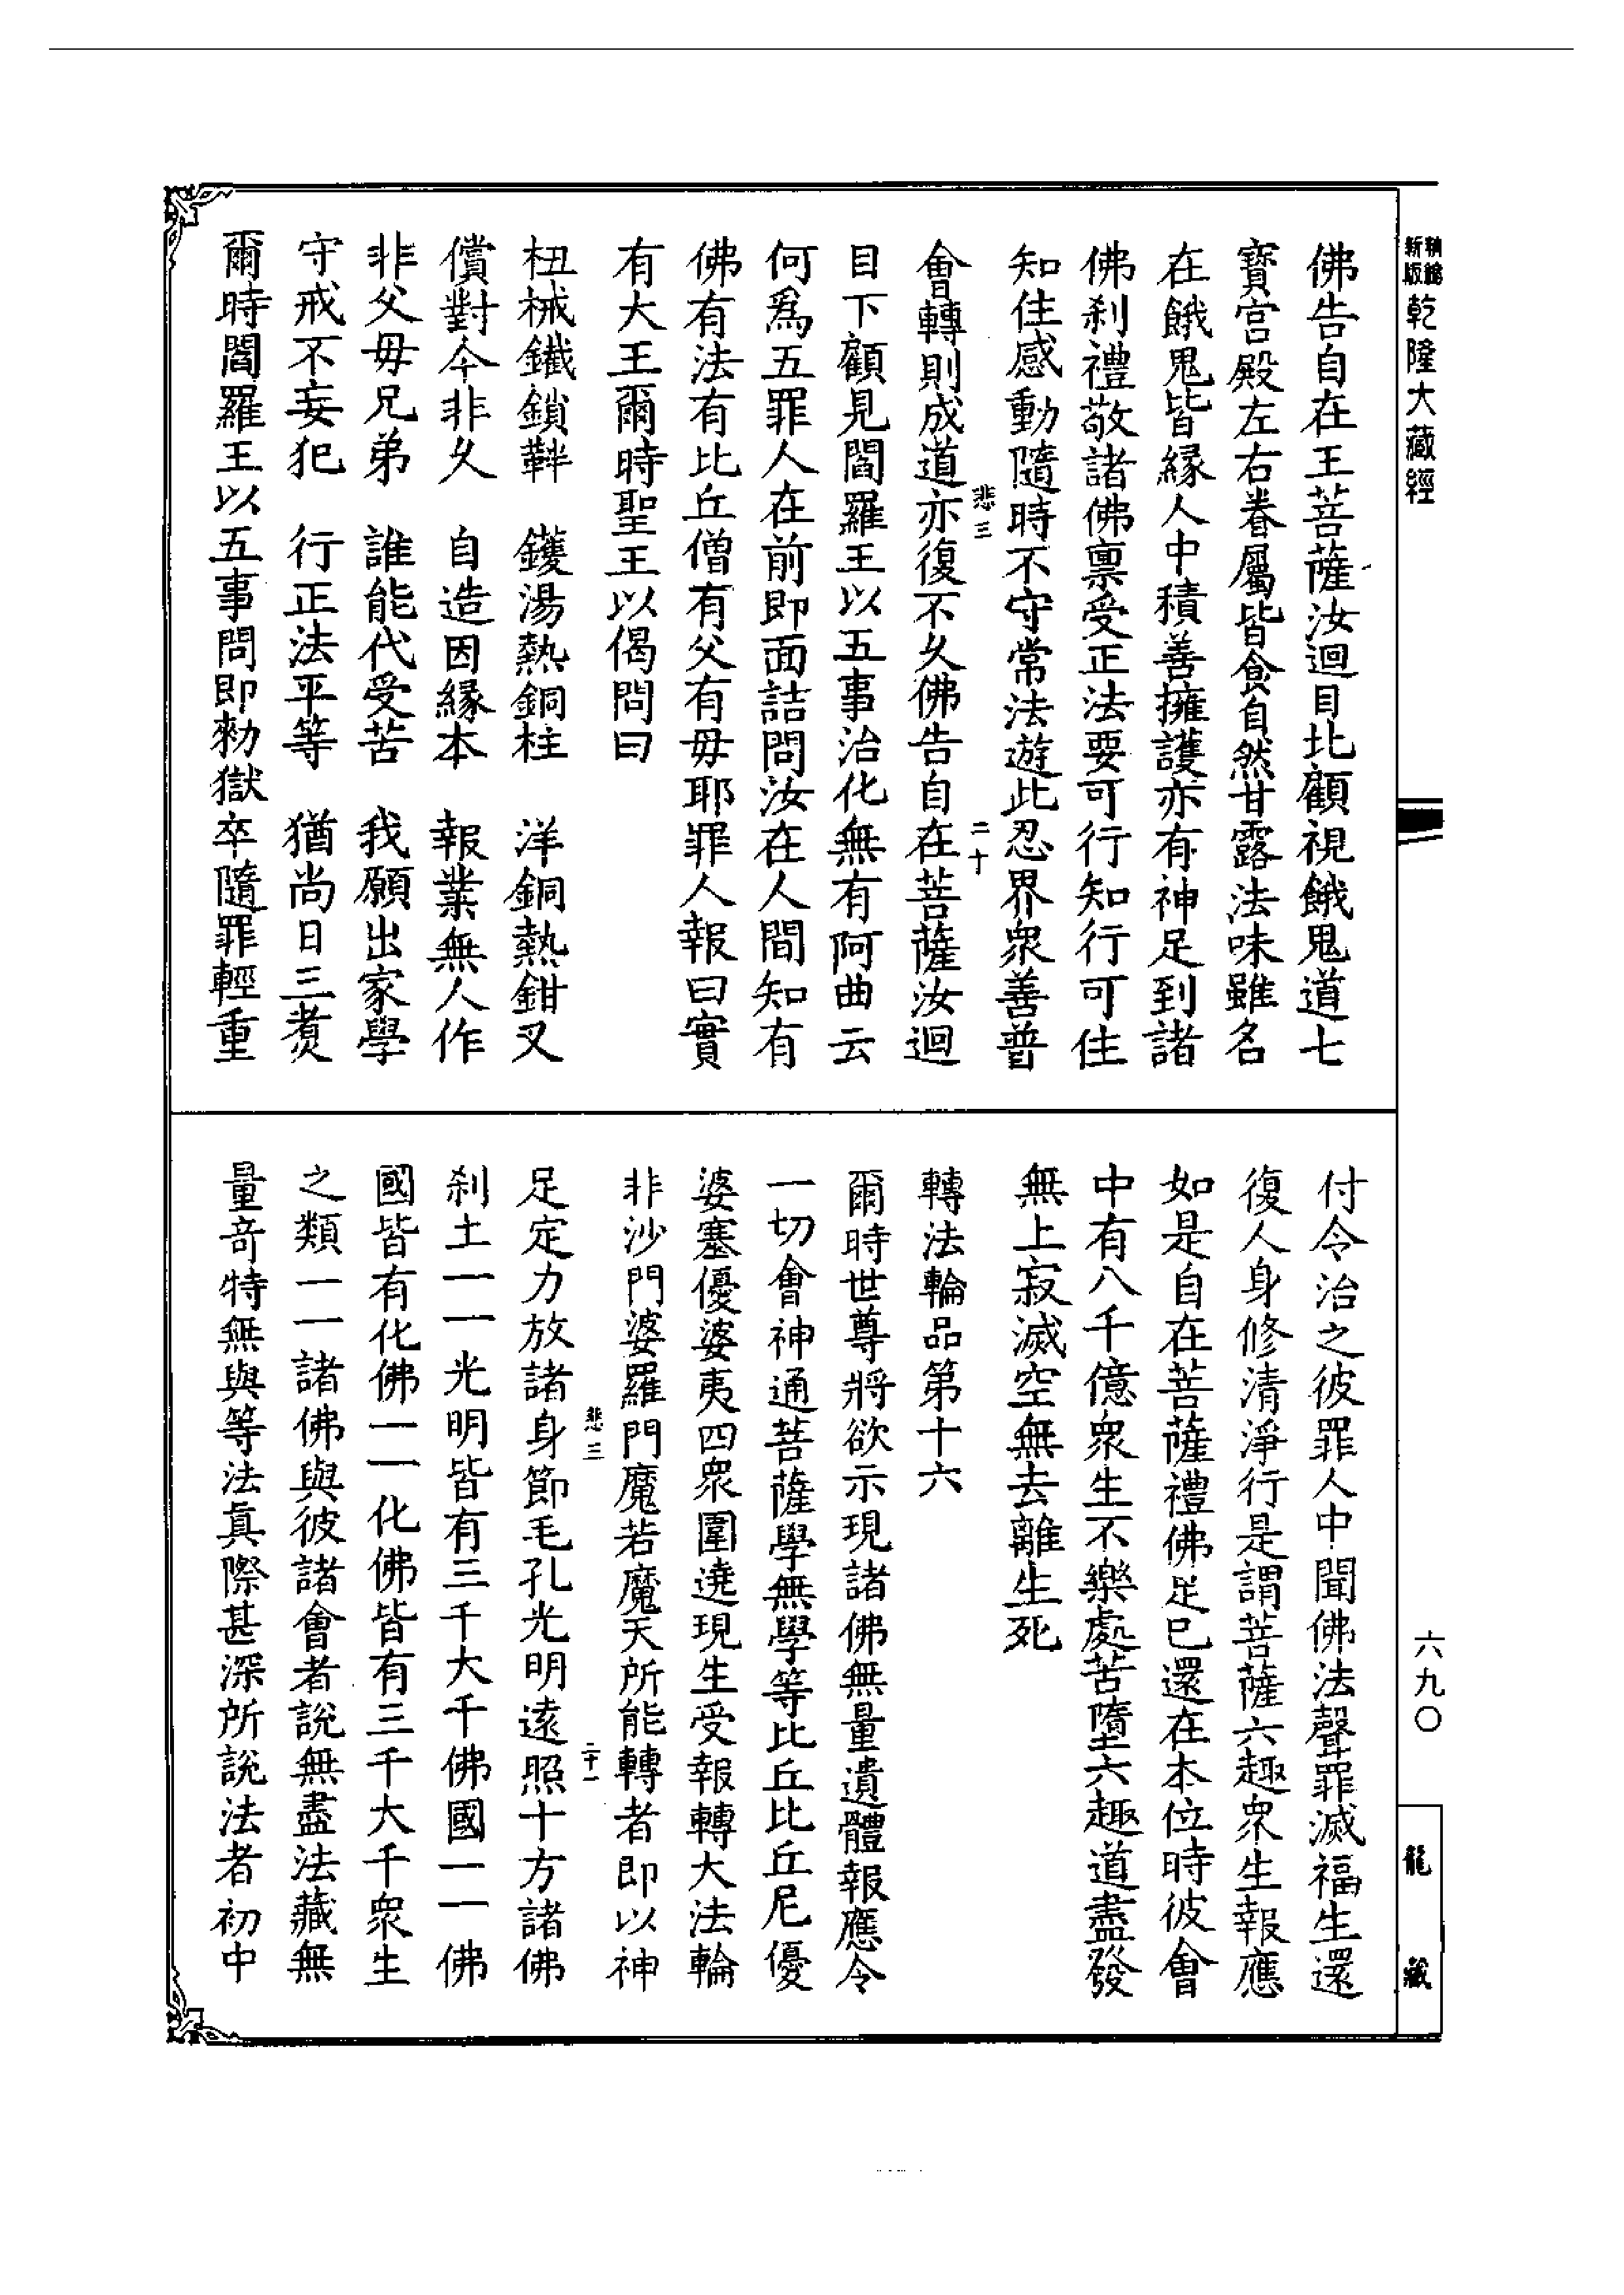 新版
乾隆大藏經
六九〇
龍藏
佛告自在王菩薩汝迴目北顧視餓鬼道七
寶宮殿左右眷屬皆食自然甘露法味雖名
在餓鬼皆緣人中積善擁護亦有神足到諸
佛刹禮敬諸佛稟受正法要可行知行可住
知住感動隨時不守常法遊此忍界眾善普
會轉則成道亦復不久佛告自在菩薩汝迴
悲三
二十
目下顧見閻羅王以五事治化無有阿曲云
何爲五罪人在前即面詰問汝在人間知有
佛有法有比丘僧有父有母耶罪人報曰實
有大王爾時聖王以偈問曰
杻械鐵鎖靽　鑊湯熱銅柱　洋銅熱鉗叉
償對今非久　自造因緣本　報業無人作
非父母兄弟　誰能代受苦　我願出家學
守戒不妄犯　行正法平等　猶尚日三煑
爾時閻羅王以五事問即勑獄卒隨罪輕重
付令治之彼罪人中聞佛法聲罪滅福生還
復人身修清淨行是謂菩薩六趣眾生報應
如是自在菩薩禮佛足已還在本位時彼會
中有八千億眾生不樂處苦墮六趣道盡發
無上寂滅空無去離生死
轉法輪品第十六
爾時世尊將欲示現諸佛無量遺體報應令
一切會神通菩薩學無學等比丘比丘尼優
婆塞優婆夷四眾圍遶現生受報轉大法輪
非沙門婆羅門魔若魔天所能轉者即以神
悲三
二十一
足定力放諸身節毛孔光明遠照十方諸佛
刹土一一光明皆有三千大千佛國一一佛
國皆有化佛一一化佛皆有三千大千眾生
之類一一諸佛與彼諸會者說無盡法藏無
量奇特無與等法真際甚深所說法者初中